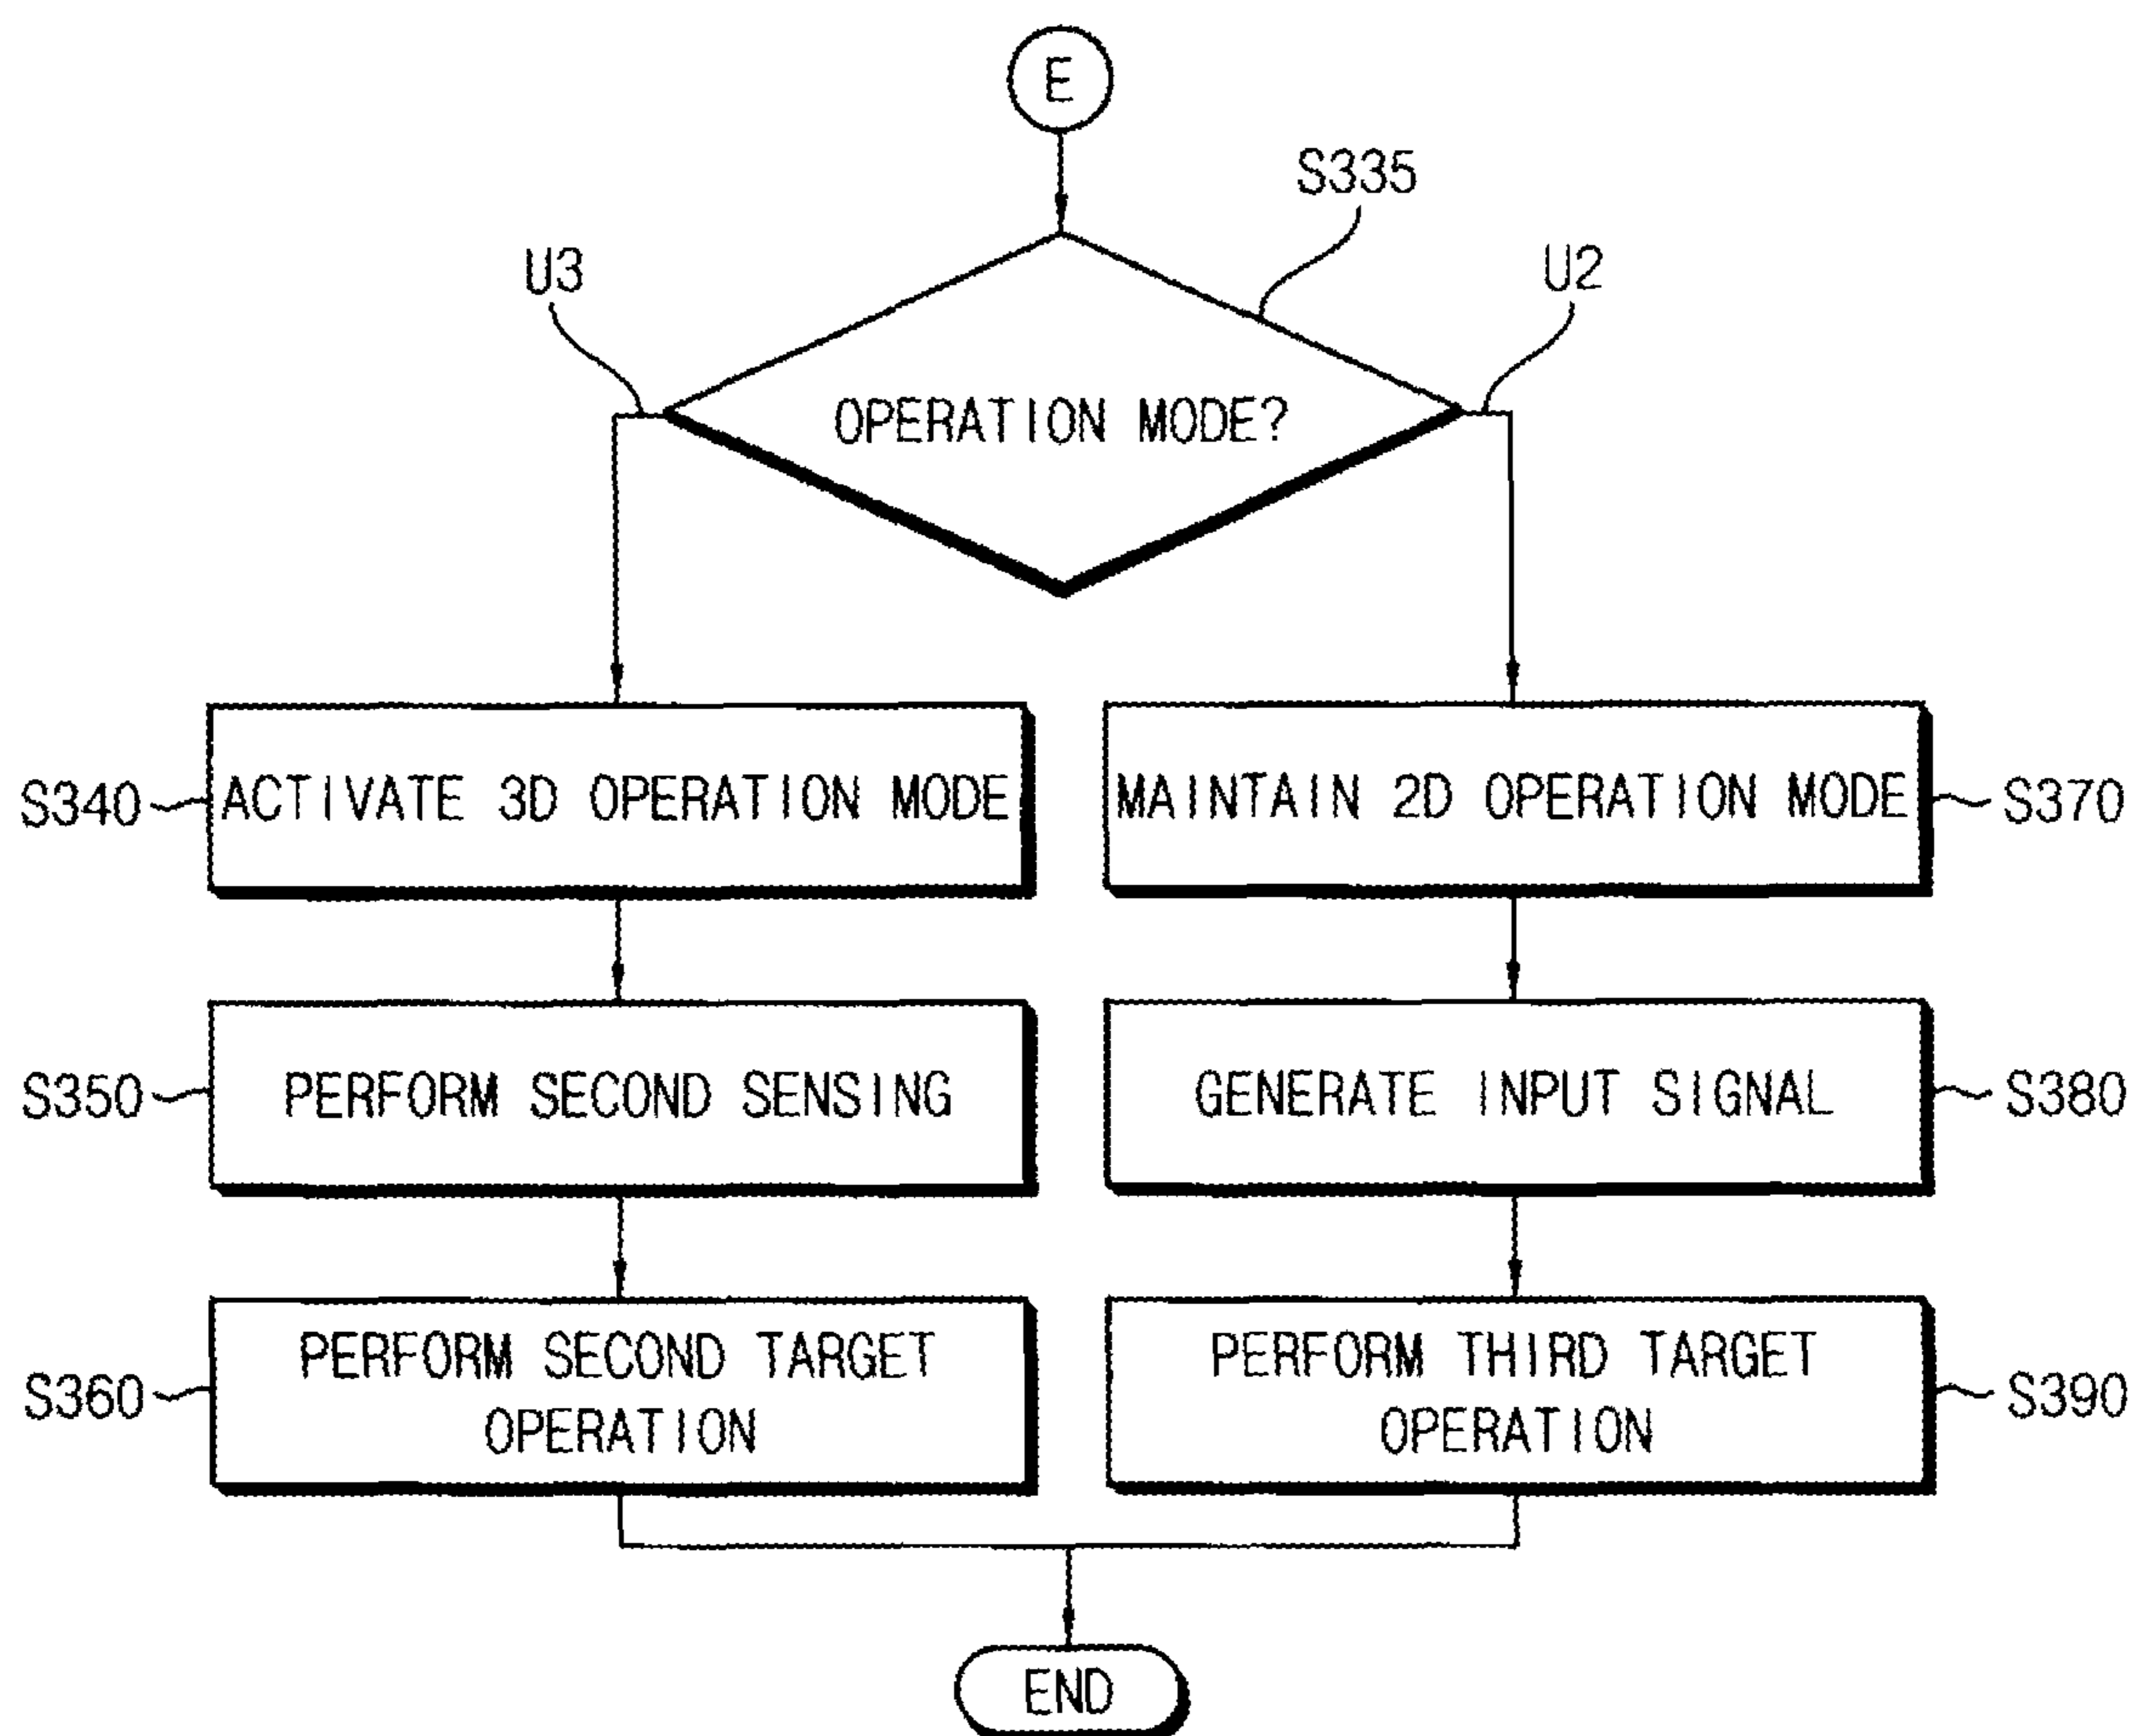 E
S335
U3
U2
OPERATION MODE?
S340
ACTIVATE 3D OPERATION MODE
MAINTAIN 2D OPERATION MODE
S370
S350
PERFORM SECOND SENSING
GENERATE INPUT SIGNAL
S380
S360
PERFORM SECOND TARGET
OPERATION
PERFORM THIRD TARGET
OPERATION
S390
END